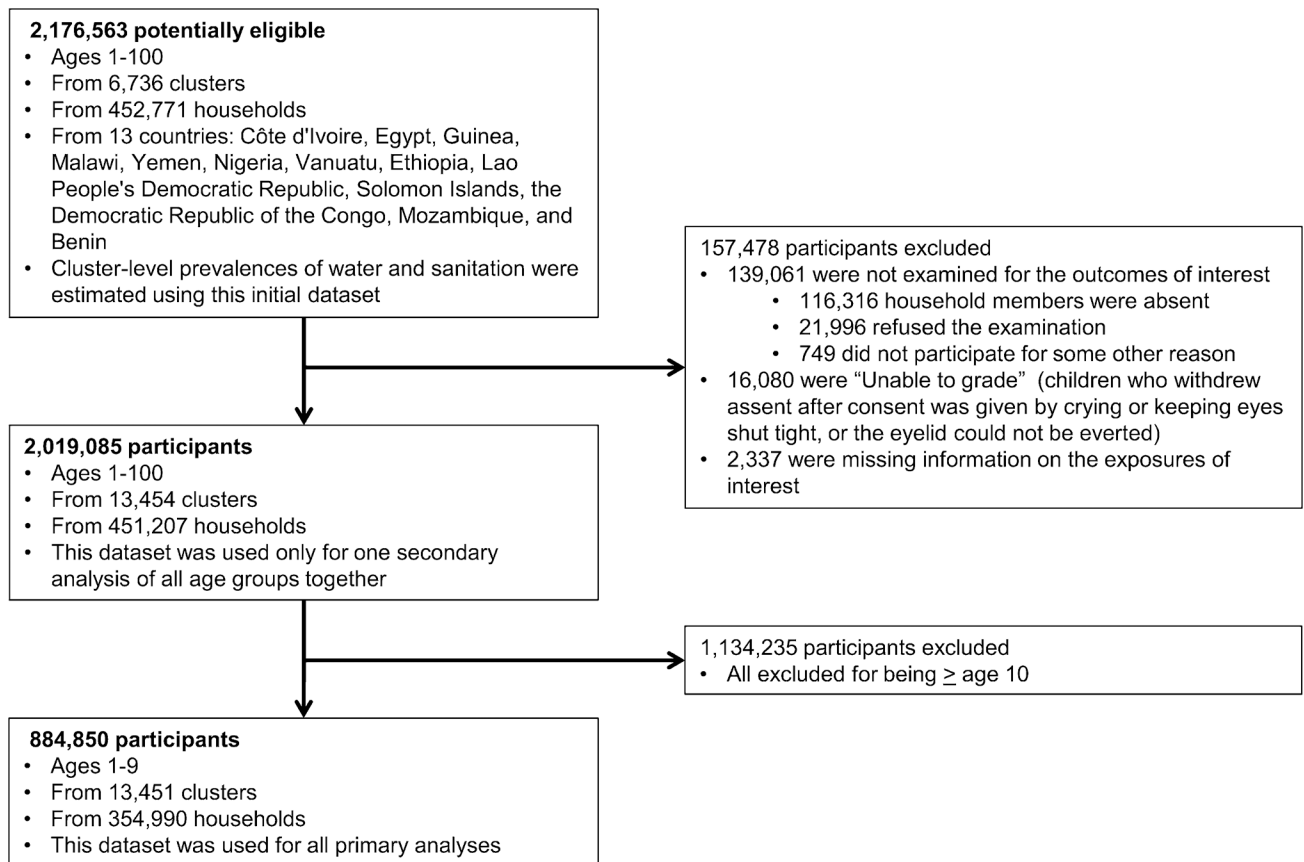 2,176,563 potentially eligible
• Ages 1-100
• From 6,736 clusters
• From 452,771 households
• From 13 countries: Côte d'Ivoire, Egypt, Guinea,
Malawi, Yemen, Nigeria, Vanuatu, Ethiopia, Lao
People's Democratic Republic, Solomon Islands, the
Democratic Republic of the Congo, Mozambique, and
Benin
• Cluster-level prevalences of water and sanitation were
estimated using this initial dataset
157,478 participants excluded
• 139,061 were not examined for the outcomes of interest
• 116,316 household members were absent
• 21,996 refused the examination
• 749 did not participate for some other reason
• 16,080 were “Unable to grade” (children who withdrew
assent after consent was given by crying or keeping eyes
shut tight, or the eyelid could not be everted)
• 2,337 were missing information on the exposures of
interest
2,019,085 participants
• Ages 1-100
• From 13,454 clusters
• From 451,207 households
• This dataset was used only for one secondary
analysis of all age groups together
1,134,235 participants excluded
• All excluded for being ≥ age 10
884,850 participants
• Ages 1-9
• From 13,451 clusters
• From 354,990 households
• This dataset was used for all primary analyses